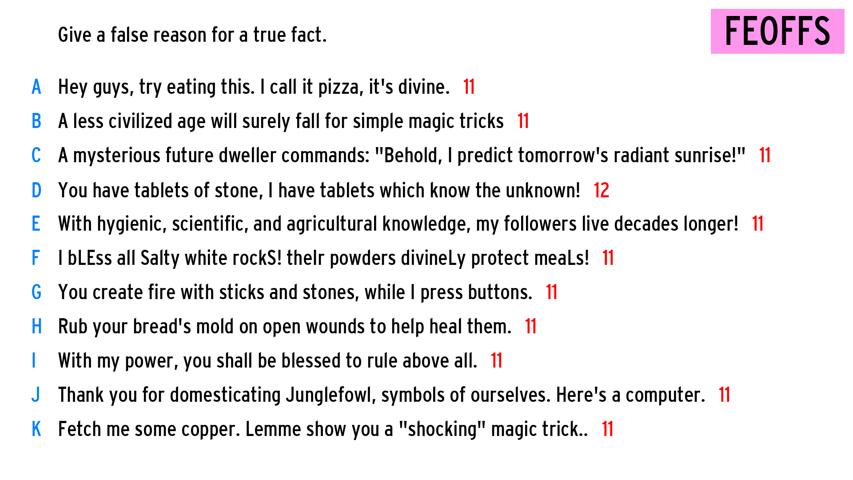 Give a false reason for a true fact.
FEOFFS
A Hey guys, try eating this. I call it pizza, it's divine. 11
B A less civilized age will surely fall for simple magic tricks 11
C A mysterious future dweller commands: "Behold, I predict tomorrow's radiant sunrise!" 11
D You have tablets of stone, I have tablets which know the unknown! 12
E With hygienic, scientific, and agricultural knowledge, my followers live decades longer! 11
F I bLEss all Salty white rockS! theIr powders divineLy protect meaLs! 11
G You create fire with sticks and stones, while I press buttons. 11
H Rub your bread's mold on open wounds to help heal them. 11
I With my power, you shall be blessed to rule above all. 11
J Thank you for domesticating Junglefowl, symbols of ourselves. Here's a computer. 11
K Fetch me some copper. Lemme show you a "shocking" magic trick.. 11